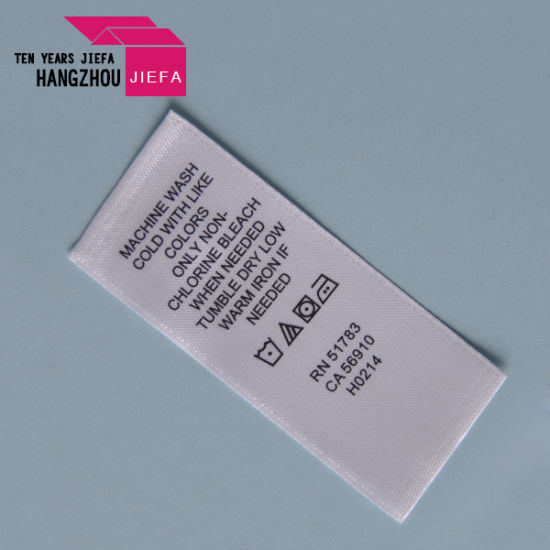 TEN YEARS JIEFA
HANGZHOU
JIEFA
MACHINE WASH
COLD WITH LIKE
COLORS
ONLY NON-
CHLORINE BLEACH
WHEN NEEDED
TUMBLE DRY LOW
WARM IRON IF
NEEDED
RN 51783
CA 56910
H0214